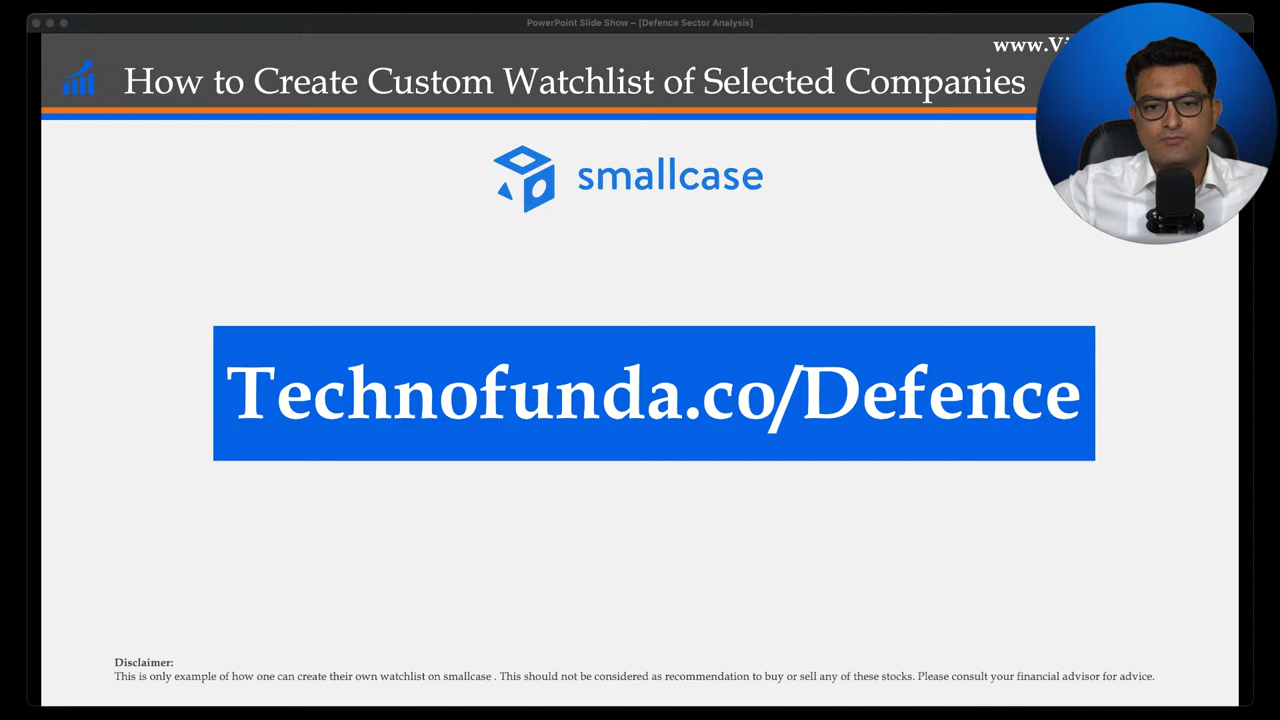 PowerPoint Slide Show - [Defence Sector Analysis]
How to Create Custom Watchlist of Selected Companies
smallcase
Technofunda.co/Defence
Disclaimer:
This is only example of how one can create their own watchlist on smallcase . This should not be considered as recommendation to buy or sell any of these stocks. Please consult your financial advisor for advice.